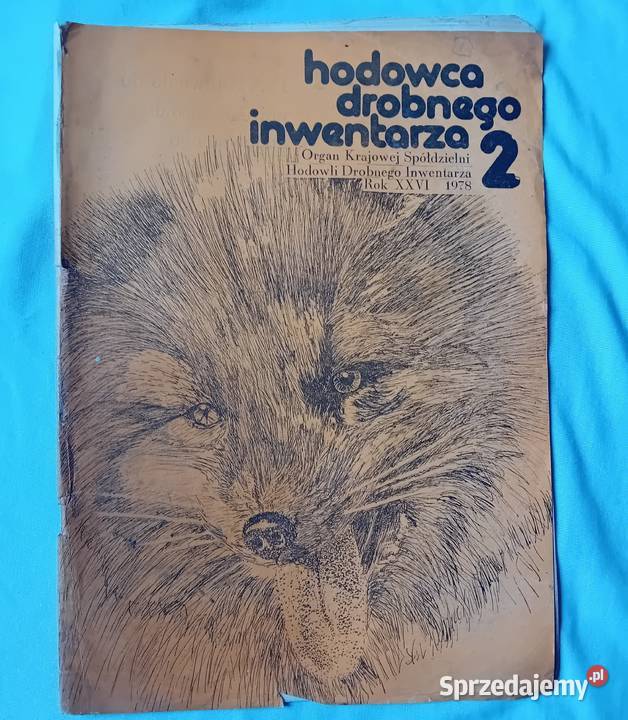 hodowca
drobnego
inwentarza 2
Organ Krajowej Spółdzielni
Hodowli Drobnego Inwentarza
Rok XXVI 1978
Sprzedajemy.pl